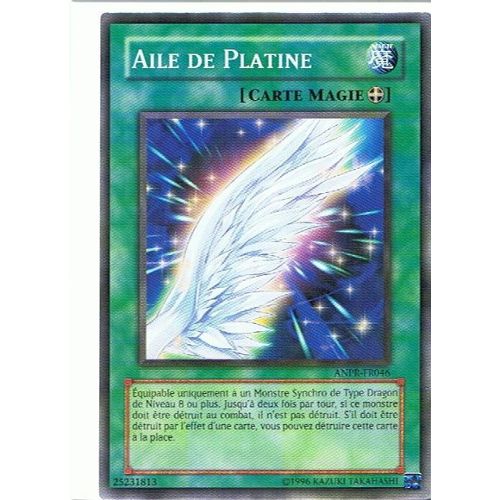 AILE DE PLATINE
MAGIE
魔
[CARTE MAGIE]
ANPR-FR046
Équipable uniquement à un Monstre Synchro de Type Dragon
de Niveau 8 ou plus. Jusqu'à deux fois par tour, si ce monstre
doit être détruit au combat, il n'est pas détruit. S'il doit être
détruit par l'effet d'une carte, vous pouvez détruire cette carte
à la place.
25231813
©1996 KAZUKI TAKAHASHI